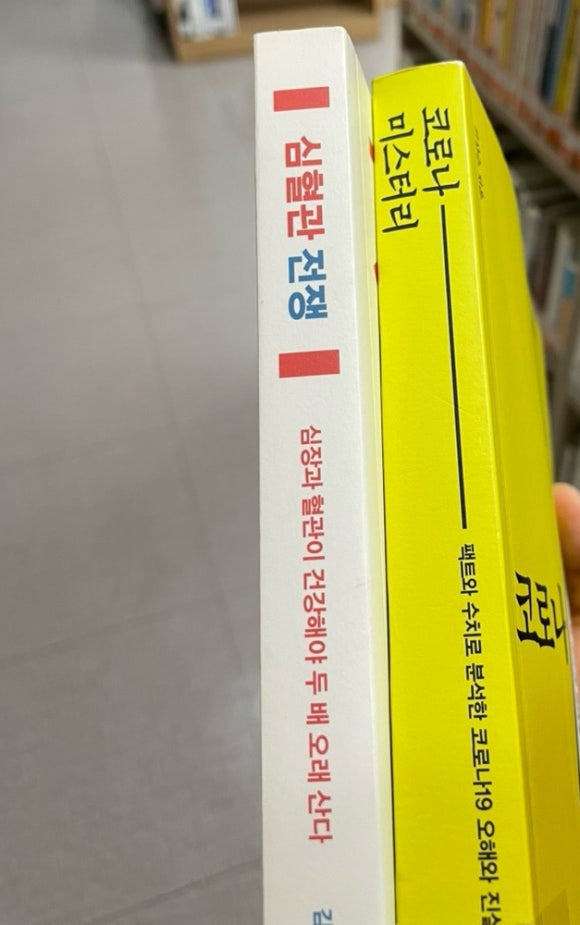 심혈관 전쟁
심장과 혈관이 건강해야 두 배 오래 산다
김
코로나
미스터리
팩트와 수치로 분석한 코로나19 오해와 진실